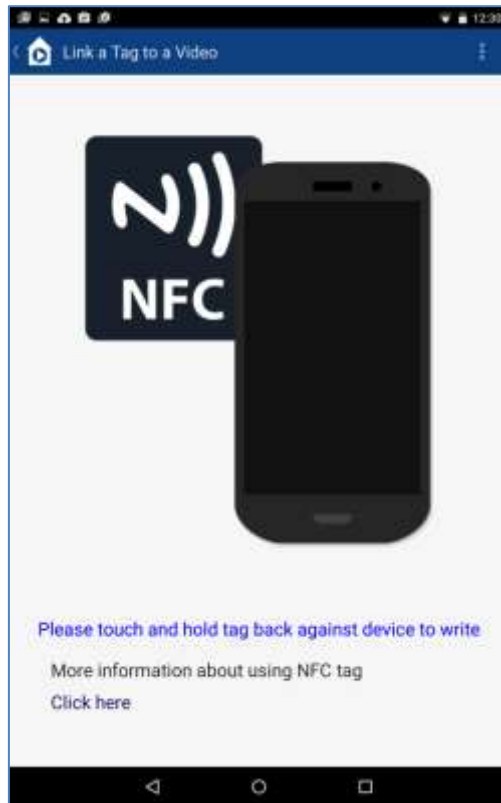 12:30
Link a Tag to a Video
NFC
Please touch and hold tag back against device to write
More information about using NFC tag
Click here